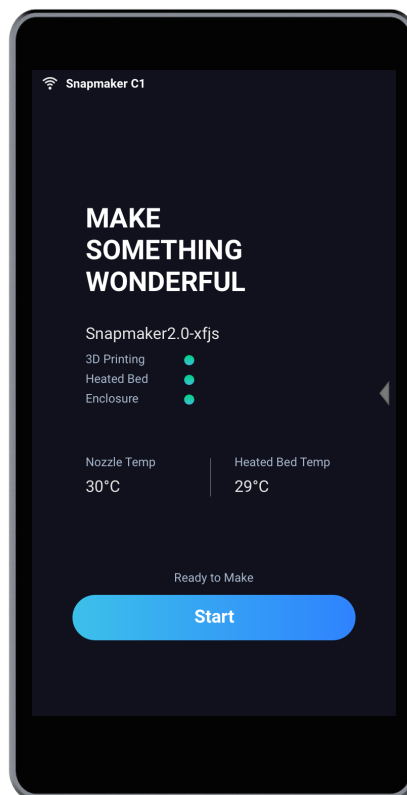 Snapmaker C1
MAKE
SOMETHING
WONDERFUL
Snapmaker2.0-xfjs
3D Printing
Heated Bed
Enclosure
Nozzle Temp
30°C
Heated Bed Temp
29°C
Ready to Make
Start